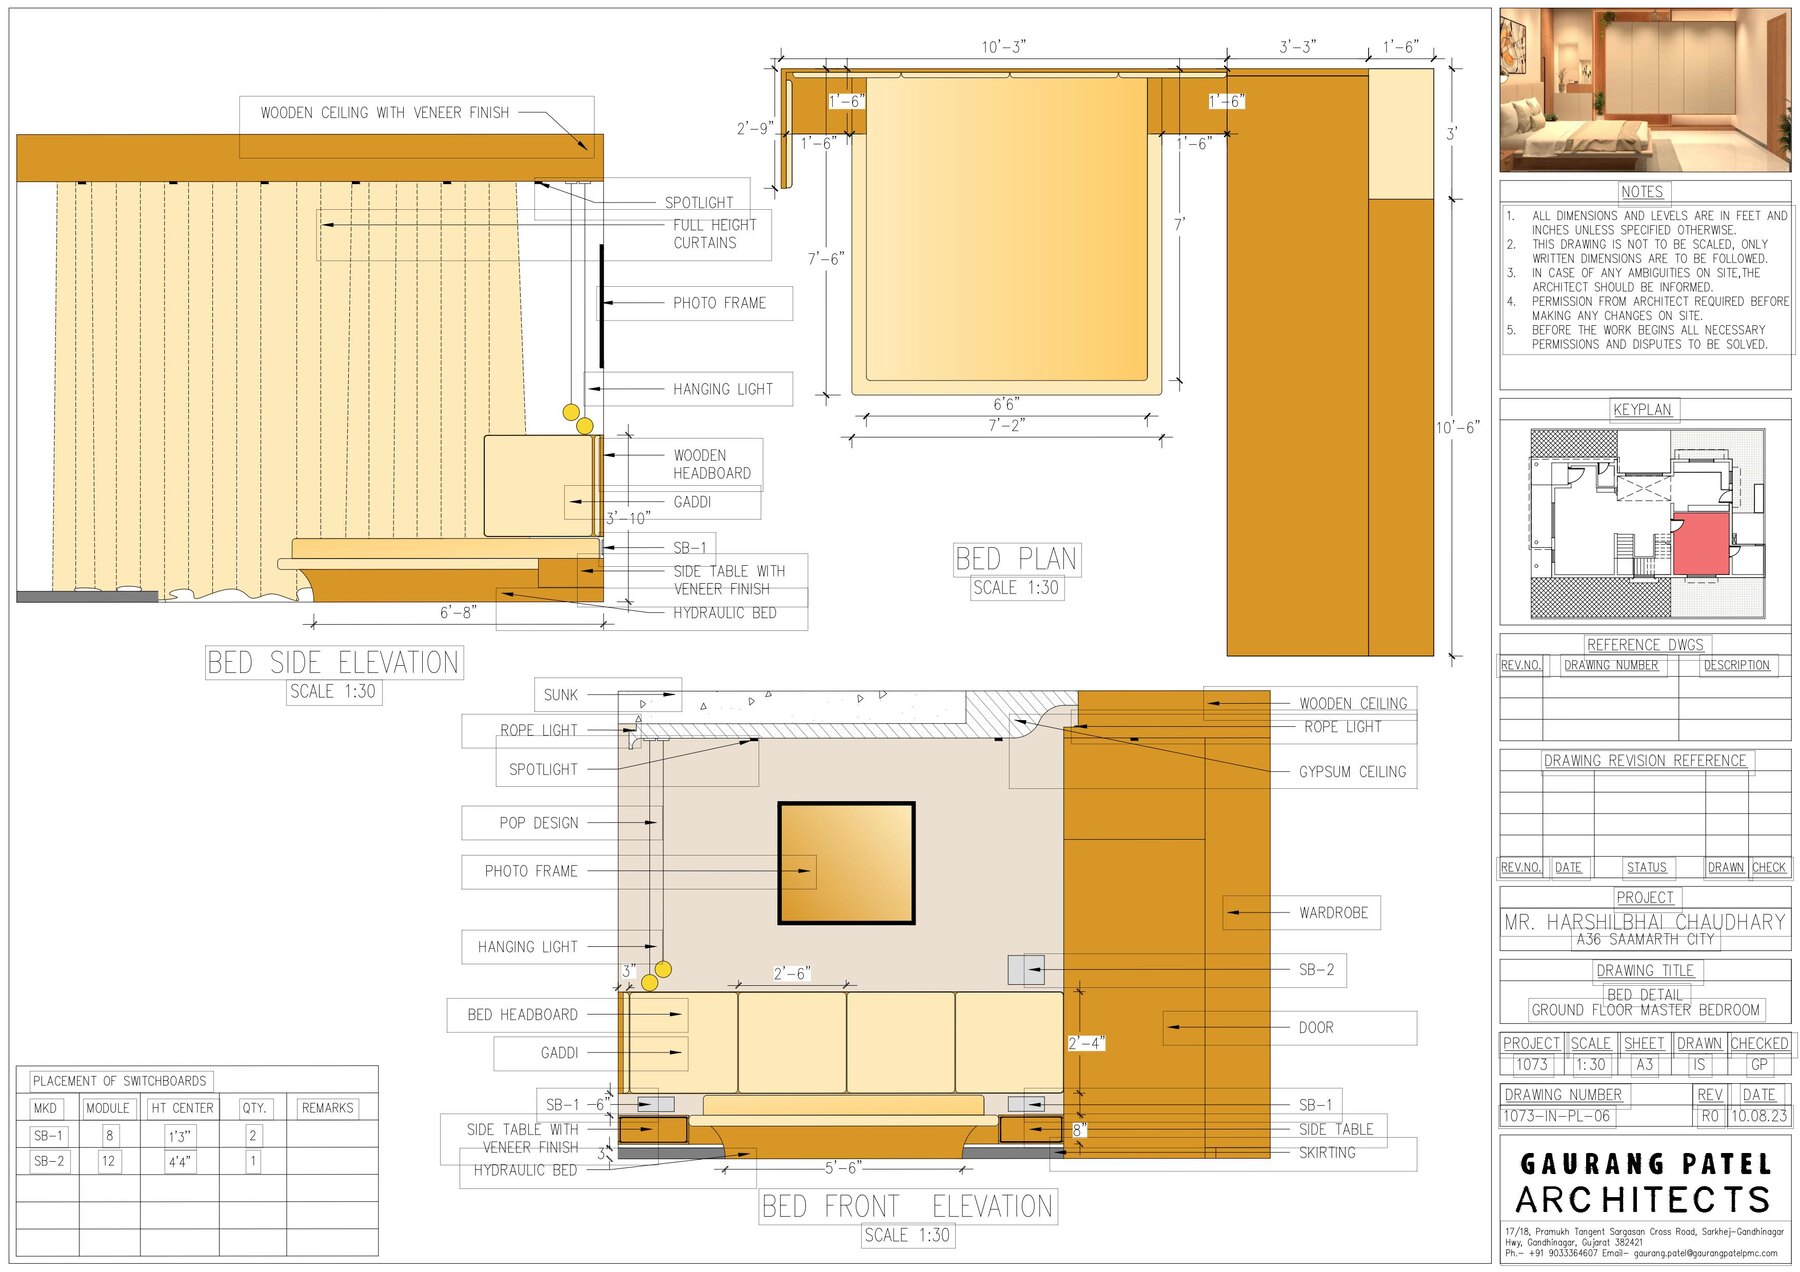 WOODEN CEILING WITH VENEER FINISH
SPOTLIGHT
FULL HEIGHT
CURTAINS
PHOTO FRAME
HANGING LIGHT
WOODEN
HEADBOARD
GADDI
3'-10"
SB-1
SIDE TABLE WITH
VENEER FINISH
HYDRAULIC BED
6'-8"
BED SIDE ELEVATION
SCALE 1:30
10'-3"
3'-3"
1'-6"
1'-6"
1'-6"
2'-9"
1'-6"
1'-6"
3'
7'
7'-6"
6'6"
7'-2"
10'-6"
BED PLAN
SCALE 1:30
SUNK
ROPE LIGHT
SPOTLIGHT
POP DESIGN
PHOTO FRAME
HANGING LIGHT
3"
2'-6"
BED HEADBOARD
GADDI
SB-1
6"
SIDE TABLE WITH
VENEER FINISH
3"
HYDRAULIC BED
5'-6"
WOODEN CEILING
ROPE LIGHT
GYPSUM CEILING
WARDROBE
SB-2
DOOR
2'-4"
SB-1
SIDE TABLE
8"
SKIRTING
BED FRONT ELEVATION
SCALE 1:30
PLACEMENT OF SWITCHBOARDS
MKD MODULE HT CENTER QTY. REMARKS
SB-1 8 1'3" 2
SB-2 12 4'4" 1
NOTES
1. ALL DIMENSIONS AND LEVELS ARE IN FEET AND
INCHES UNLESS SPECIFIED OTHERWISE.
2. THIS DRAWING IS NOT TO BE SCALED, ONLY
WRITTEN DIMENSIONS ARE TO BE FOLLOWED.
3. IN CASE OF ANY AMBIGUITIES ON SITE,THE
ARCHITECT SHOULD BE INFORMED.
4. PERMISSION FROM ARCHITECT REQUIRED BEFORE
MAKING ANY CHANGES ON SITE.
5. BEFORE THE WORK BEGINS ALL NECESSARY
PERMISSIONS AND DISPUTES TO BE SOLVED.
KEYPLAN
REFERENCE DWGS
REV.NO. DRAWING NUMBER DESCRIPTION
DRAWING REVISION REFERENCE
REV.NO. DATE STATUS DRAWN CHECK
PROJECT
MR. HARSHILBHAI CHAUDHARY
A36 SAAMARTH CITY
DRAWING TITLE
BED DETAIL
GROUND FLOOR MASTER BEDROOM
PROJECT SCALE SHEET DRAWN CHECKED
1073 1:30 A3 IS GP
DRAWING NUMBER REV DATE
1073-IN-PL-06 R0 10.08.23
GAURANG PATEL
ARCHITECTS
17/18, Pramukh Tangent Sargasan Cross Road, Sarkhej-Gandhinagar
Hwy, Gandhinagar, Gujarat 382421
Ph.- +91 9033364607 Email- gaurang.patel@gaurangpatelpmc.com